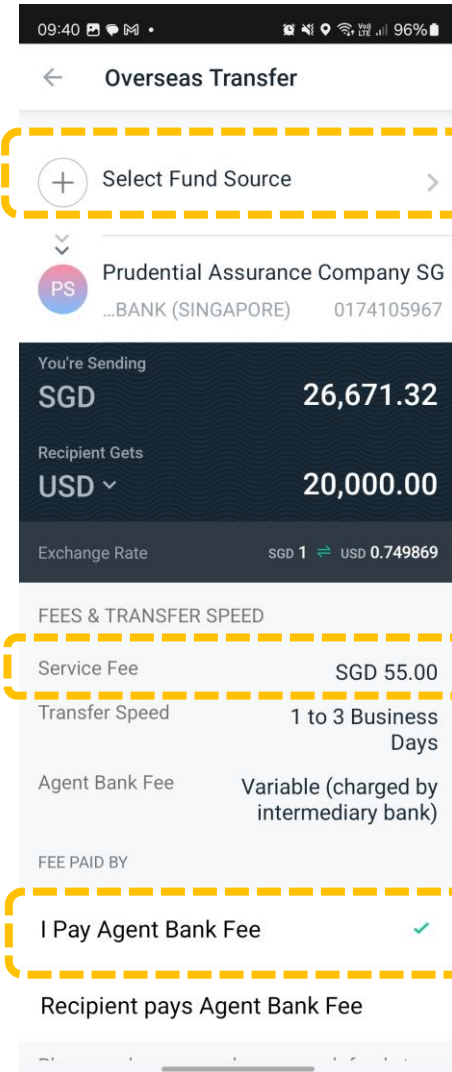 09:40 96%
Overseas Transfer
Select Fund Source
PS
Prudential Assurance Company SG
...BANK (SINGAPORE) 0174105967
You're Sending
SGD 26,671.32
Recipient Gets
USD 20,000.00
Exchange Rate SGD 1 ⇌ USD 0.749869
FEES & TRANSFER SPEED
Service Fee SGD 55.00
Transfer Speed 1 to 3 Business
Days
Agent Bank Fee Variable (charged by
intermediary bank)
FEE PAID BY
I Pay Agent Bank Fee
Recipient pays Agent Bank Fee